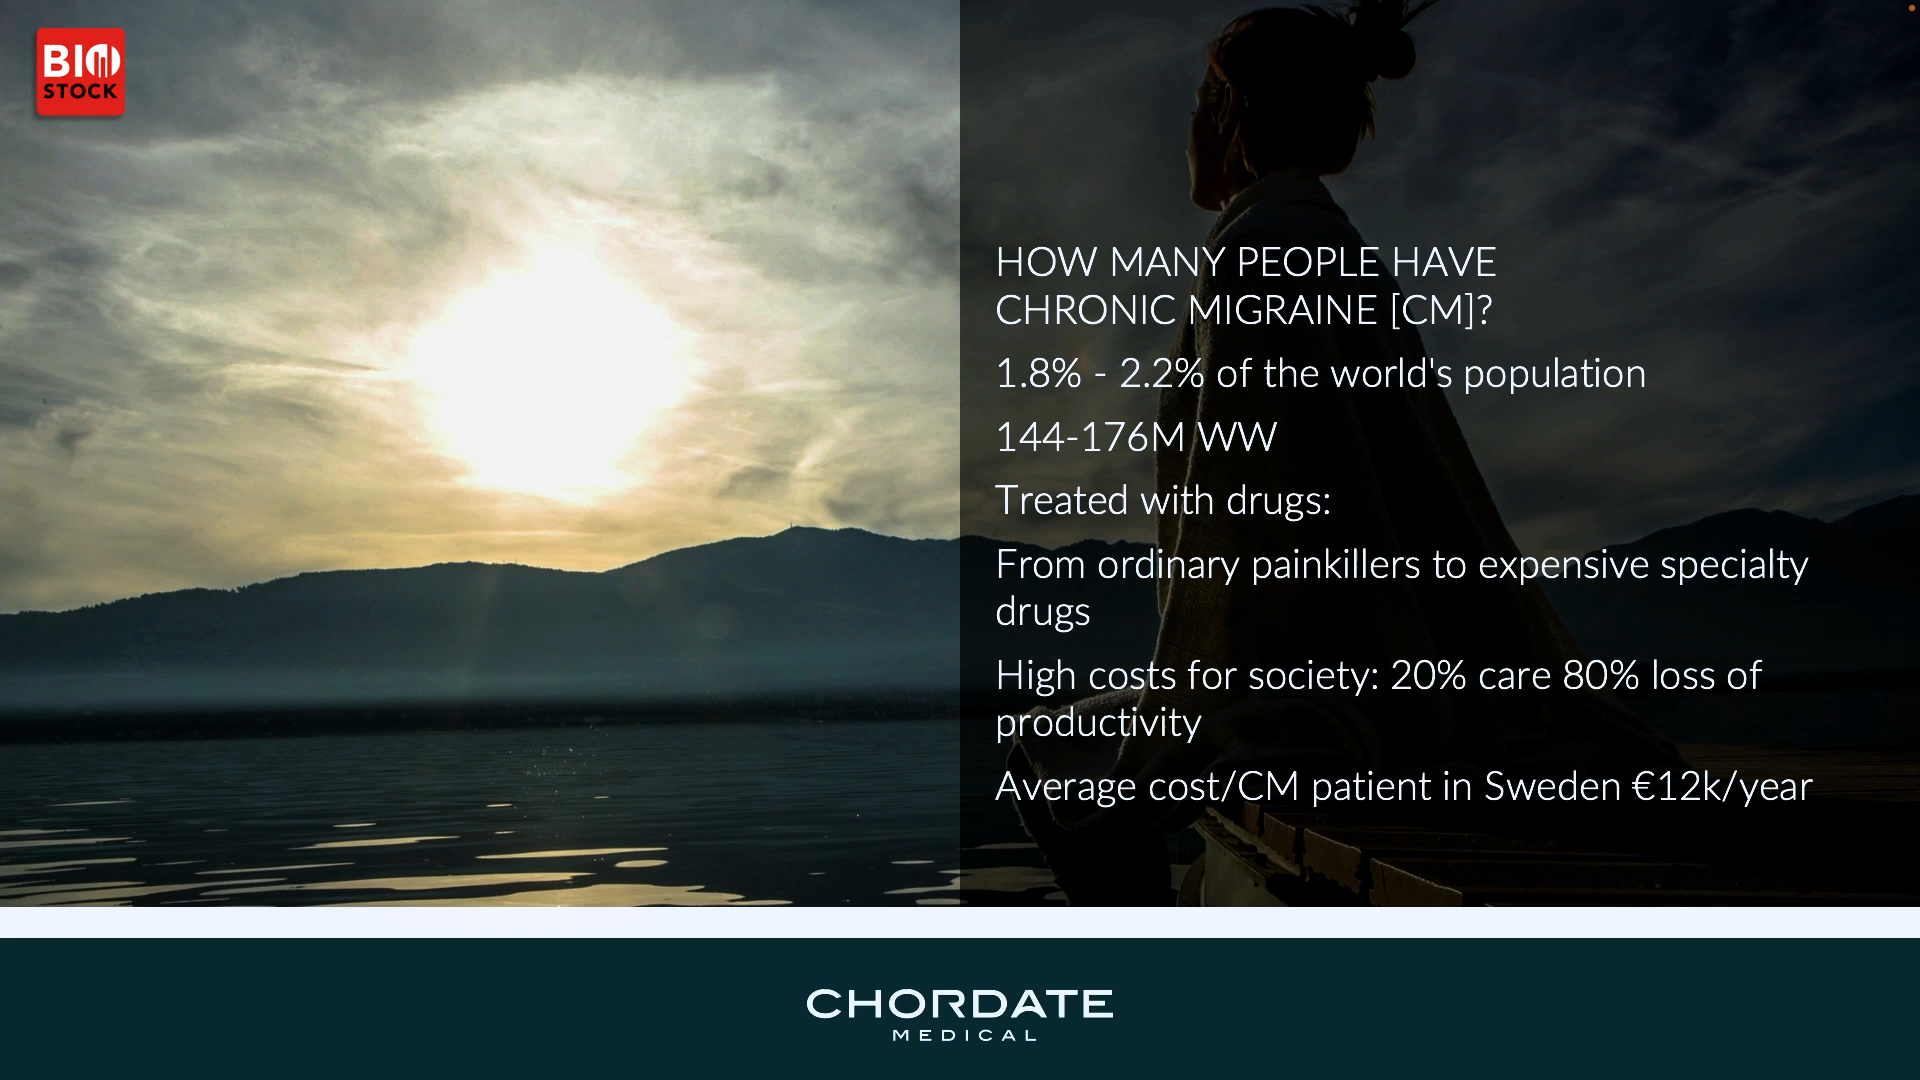 BIO
STOCK
HOW MANY PEOPLE HAVE
CHRONIC MIGRAINE [CM]?
1.8% - 2.2% of the world's population
144-176M WW
Treated with drugs:
From ordinary painkillers to expensive specialty
drugs
High costs for society: 20% care 80% loss of
productivity
Average cost/CM patient in Sweden €12k/year
CHORDATE
MEDICAL